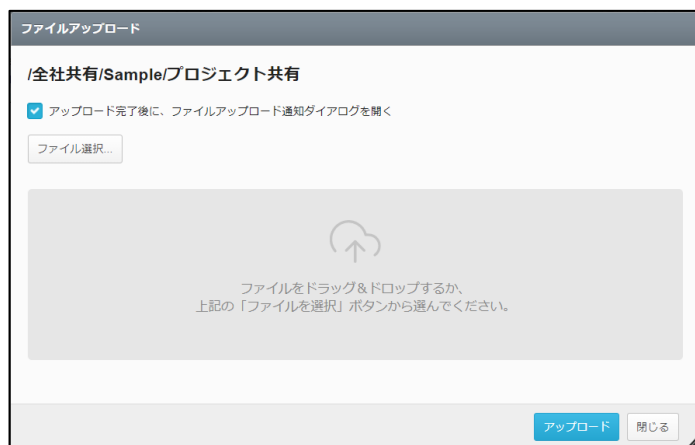 ファイルアップロード
/全社共有/Sample/プロジェクト共有
アップロード完了後に、ファイルアップロード通知ダイアログを開く
ファイル選択...
ファイルをドラッグ＆ドロップするか、
上記の「ファイルを選択」ボタンから選んでください。
アップロード
閉じる